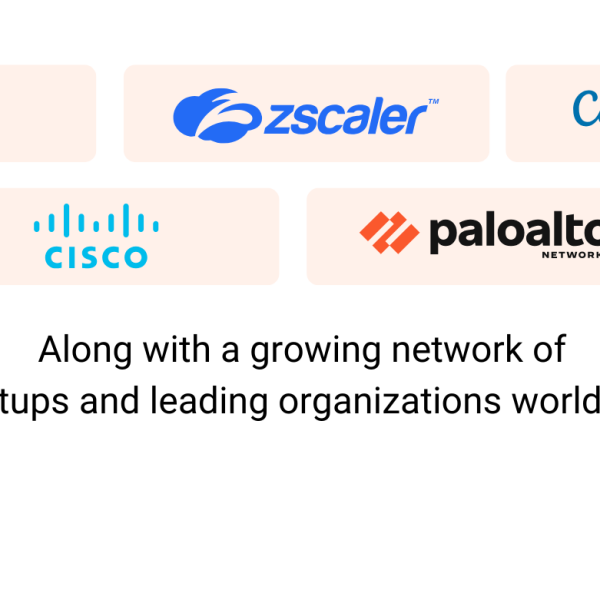 zscaler™
CISCO
paloalto
NETWORK
Along with a growing network of
tups and leading organizations world